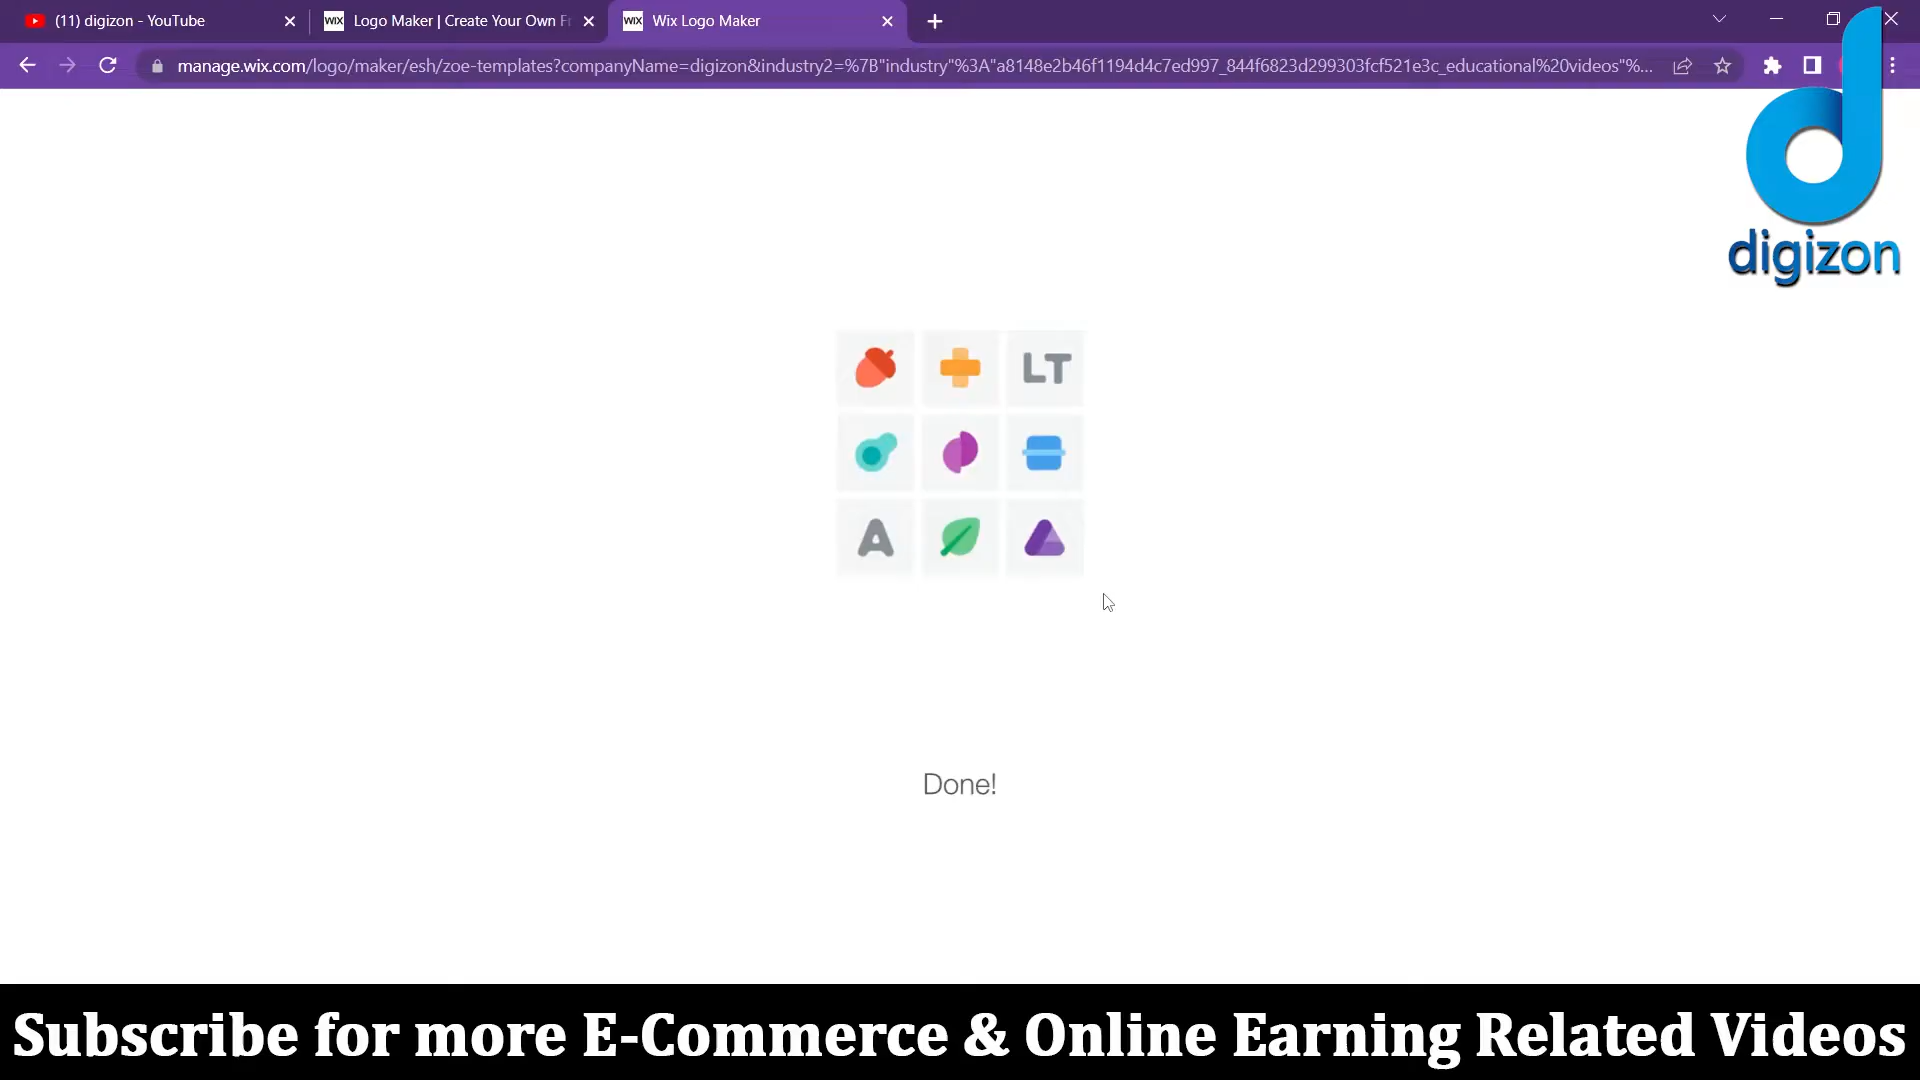 (11) digizon - YouTube
WIX Logo Maker | Create Your Own Fr
WIX Wix Logo Maker
manage.wix.com/logo/maker/esh/zoe-templates?companyName=digizon&industry2=%7B"industry"%3A"a8148e2b46f1194d4c7ed997_844f6823d299303fcf521e3c_educational%20videos"%...
digizon
LT
A
Done!
Subscribe for more E-Commerce & Online Earning Related Videos